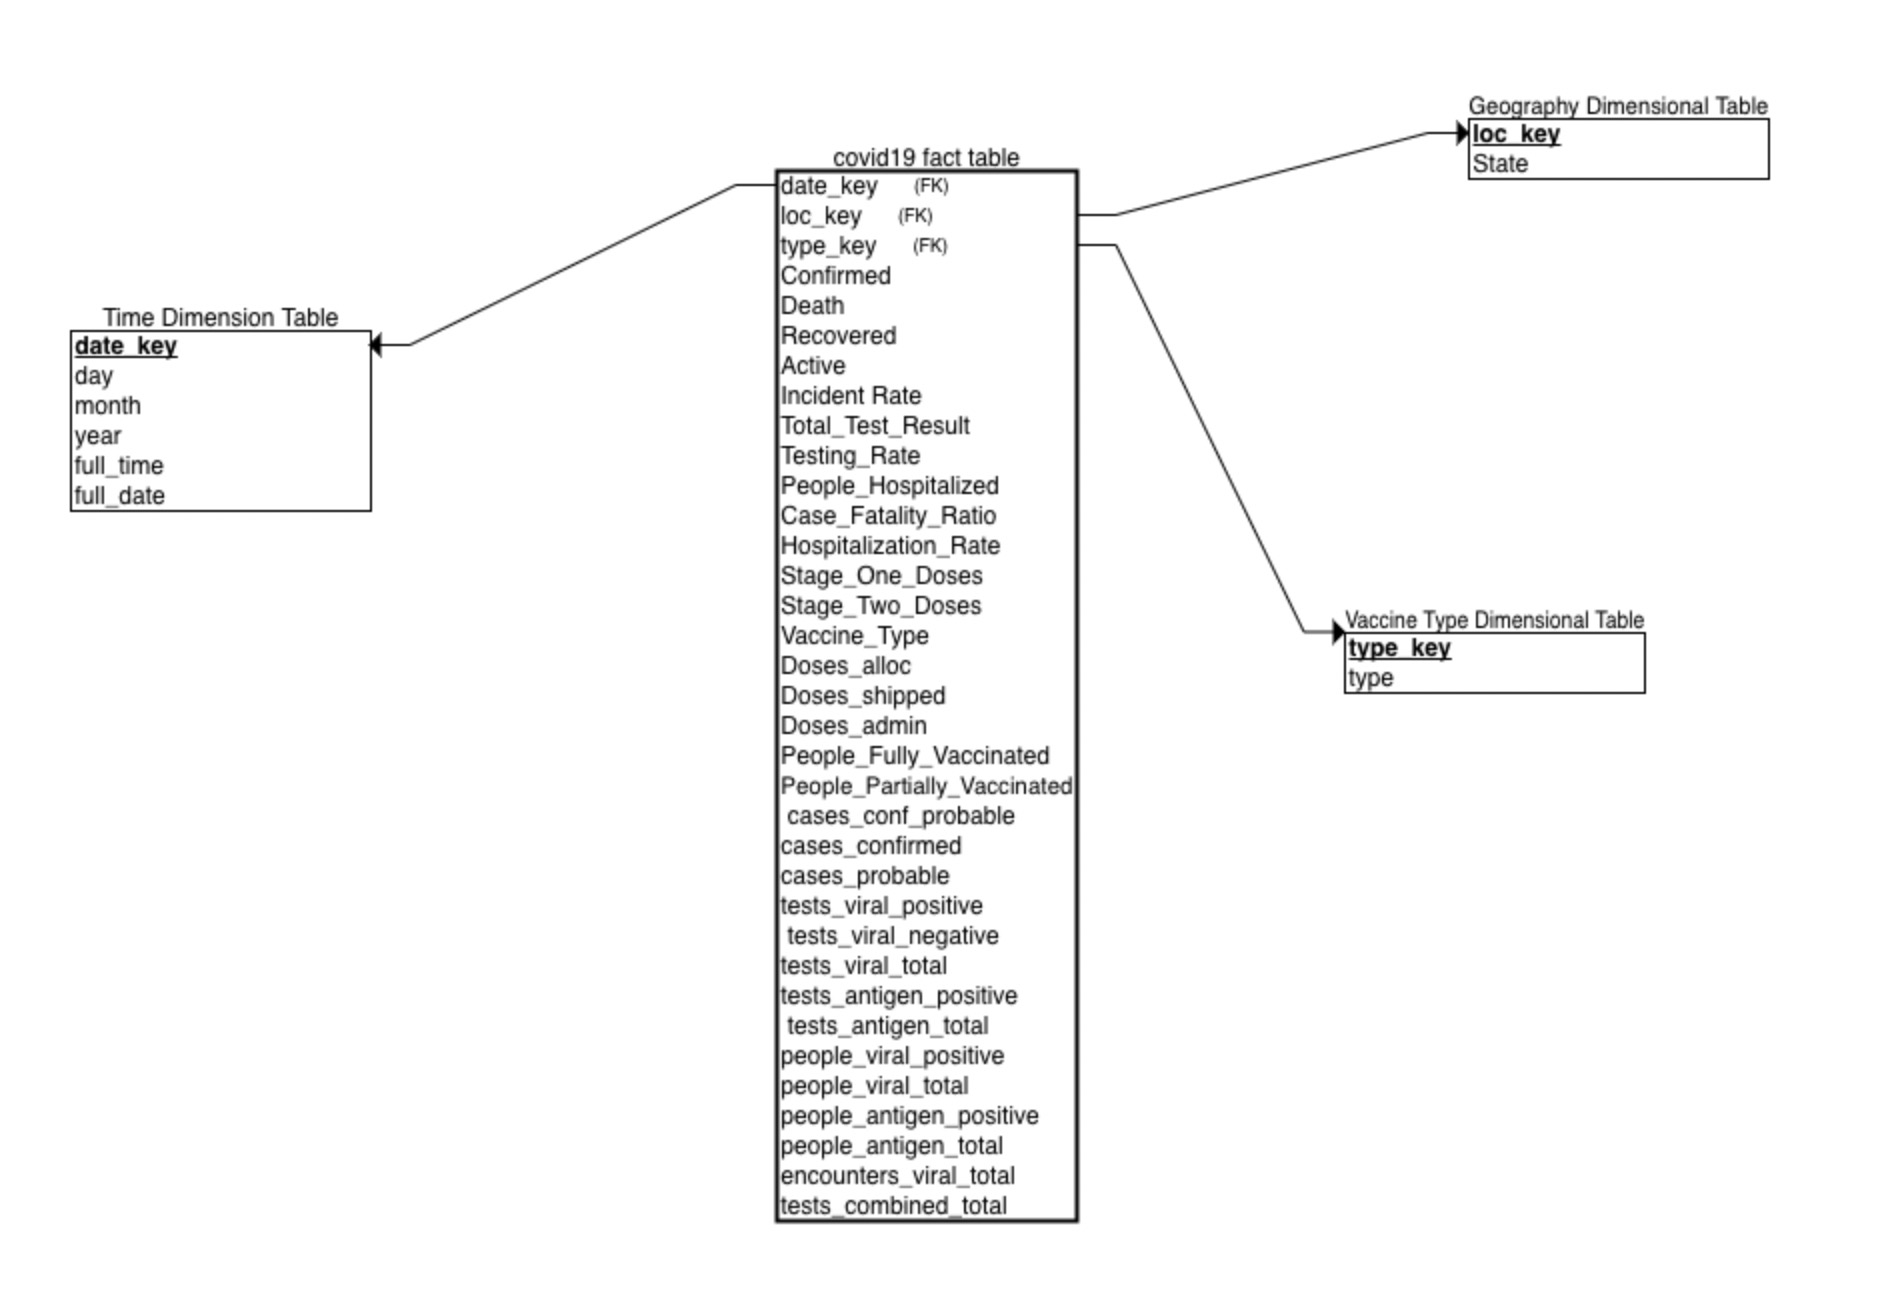 Geography Dimensional Table
loc_key
State
covid19 fact table
date_key (FK)
loc_key (FK)
type_key (FK)
Confirmed
Death
Recovered
Active
Incident Rate
Total_Test_Result
Testing_Rate
People_Hospitalized
Case_Fatality_Ratio
Hospitalization_Rate
Stage_One_Doses
Stage_Two_Doses
Vaccine_Type
Doses_alloc
Doses_shipped
Doses_admin
People_Fully_Vaccinated
People_Partially_Vaccinated
cases_conf_probable
cases_confirmed
cases_probable
tests_viral_positive
tests_viral_negative
tests_viral_total
tests_antigen_positive
tests_antigen_total
people_viral_positive
people_viral_total
people_antigen_positive
people_antigen_total
encounters_viral_total
tests_combined_total
Time Dimension Table
date_key
day
month
year
full_time
full_date
Vaccine Type Dimensional Table
type_key
type